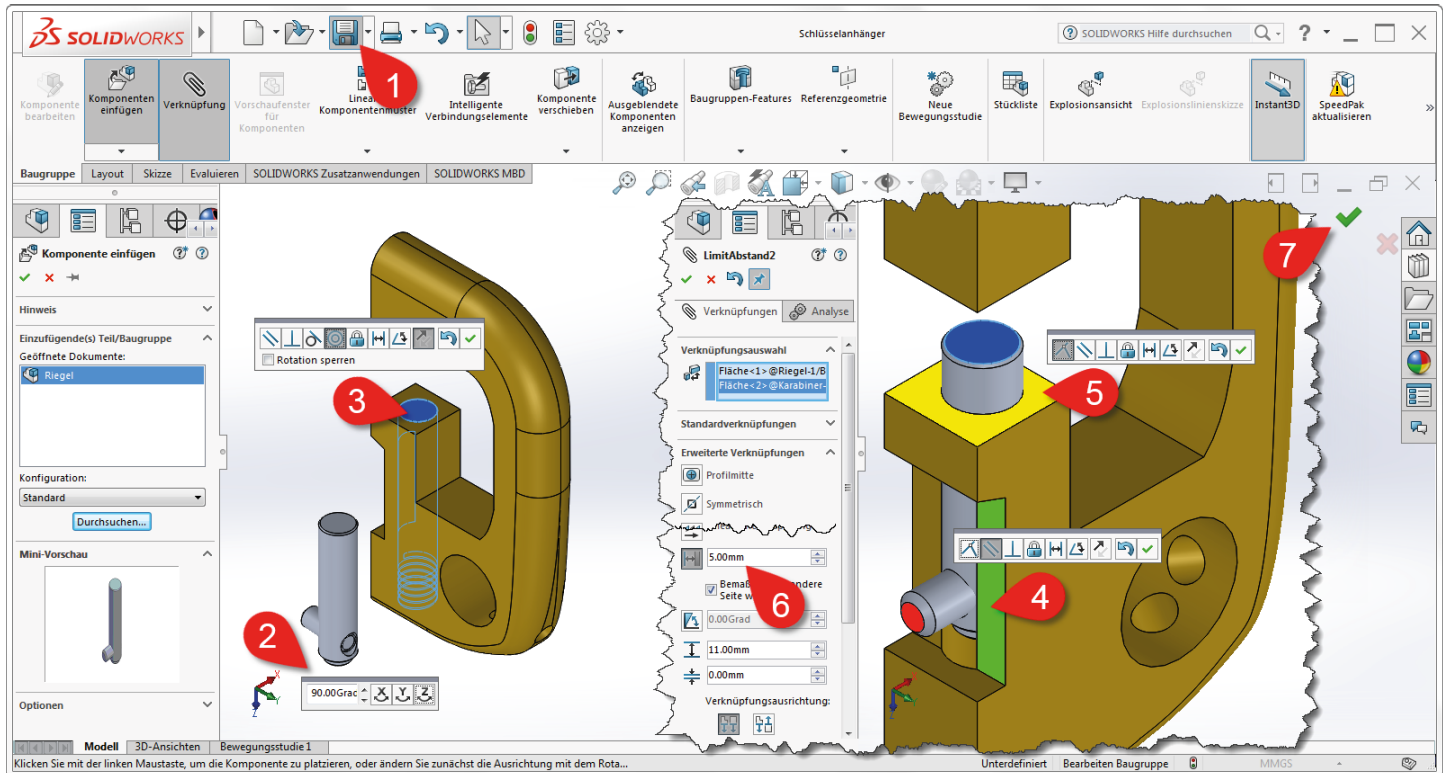 SOLIDWORKS
Schlüsselanhänger
SOLIDWORKS Hilfe durchsuchen
?
1
Komponente
bearbeiten
Komponenten
einfügen
Verknüpfung
Vorschaufenster
für
Komponenten
Komponentenmuster
Intelligente
Verbindungselemente
Komponente
verschieben
Ausgeblendete
Komponenten
anzeigen
Baugruppen-Features
Referenzgeometrie
Neue
Bewegungsstudie
Stückliste
Explosionsansicht
Explosionslinienskizze
Instant3D
SpeedPak
aktualisieren
Baugruppe
Layout
Skizze
Evaluieren
SOLIDWORKS Zusatzanwendungen
SOLIDWORKS MBD
Komponente einfügen
Hinweis
Einzufügende(s) Teil/Baugruppe
Geöffnete Dokumente:
Riegel
Konfiguration:
Standard
Durchsuchen...
Mini-Vorschau
Optionen
Rotation sperren
3
2
90.00Grad
X Y Z
LimitAbstand2
Verknüpfungen
Analyse
Verknüpfungsauswahl
Fläche<1>@Riegel-1/B
Fläche<2>@Karabiner-
Standardverknüpfungen
Erweiterte Verknüpfungen
Profilmitte
Symmetrisch
5.00mm
6
0.00Grad
11.00mm
0.00mm
Verknüpfungsausrichtung:
7
5
4
Modell
3D-Ansichten
Bewegungsstudie1
Klicken Sie mit der linken Maustaste, um die Komponente zu platzieren, oder ändern Sie zunächst die Ausrichtung mit dem Rota...
Unterdefiniert
Bearbeiten Baugruppe
MMGS